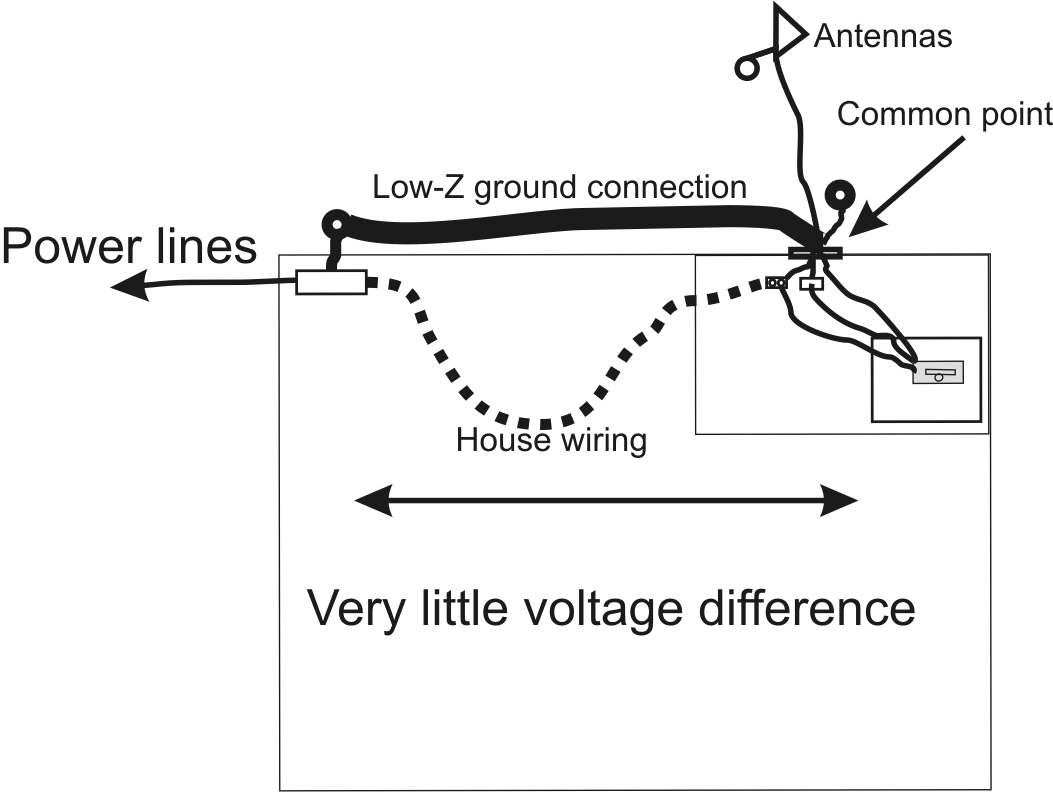 Antennas
Common point
Low-Z ground connection
Power lines
House wiring
Very little voltage difference